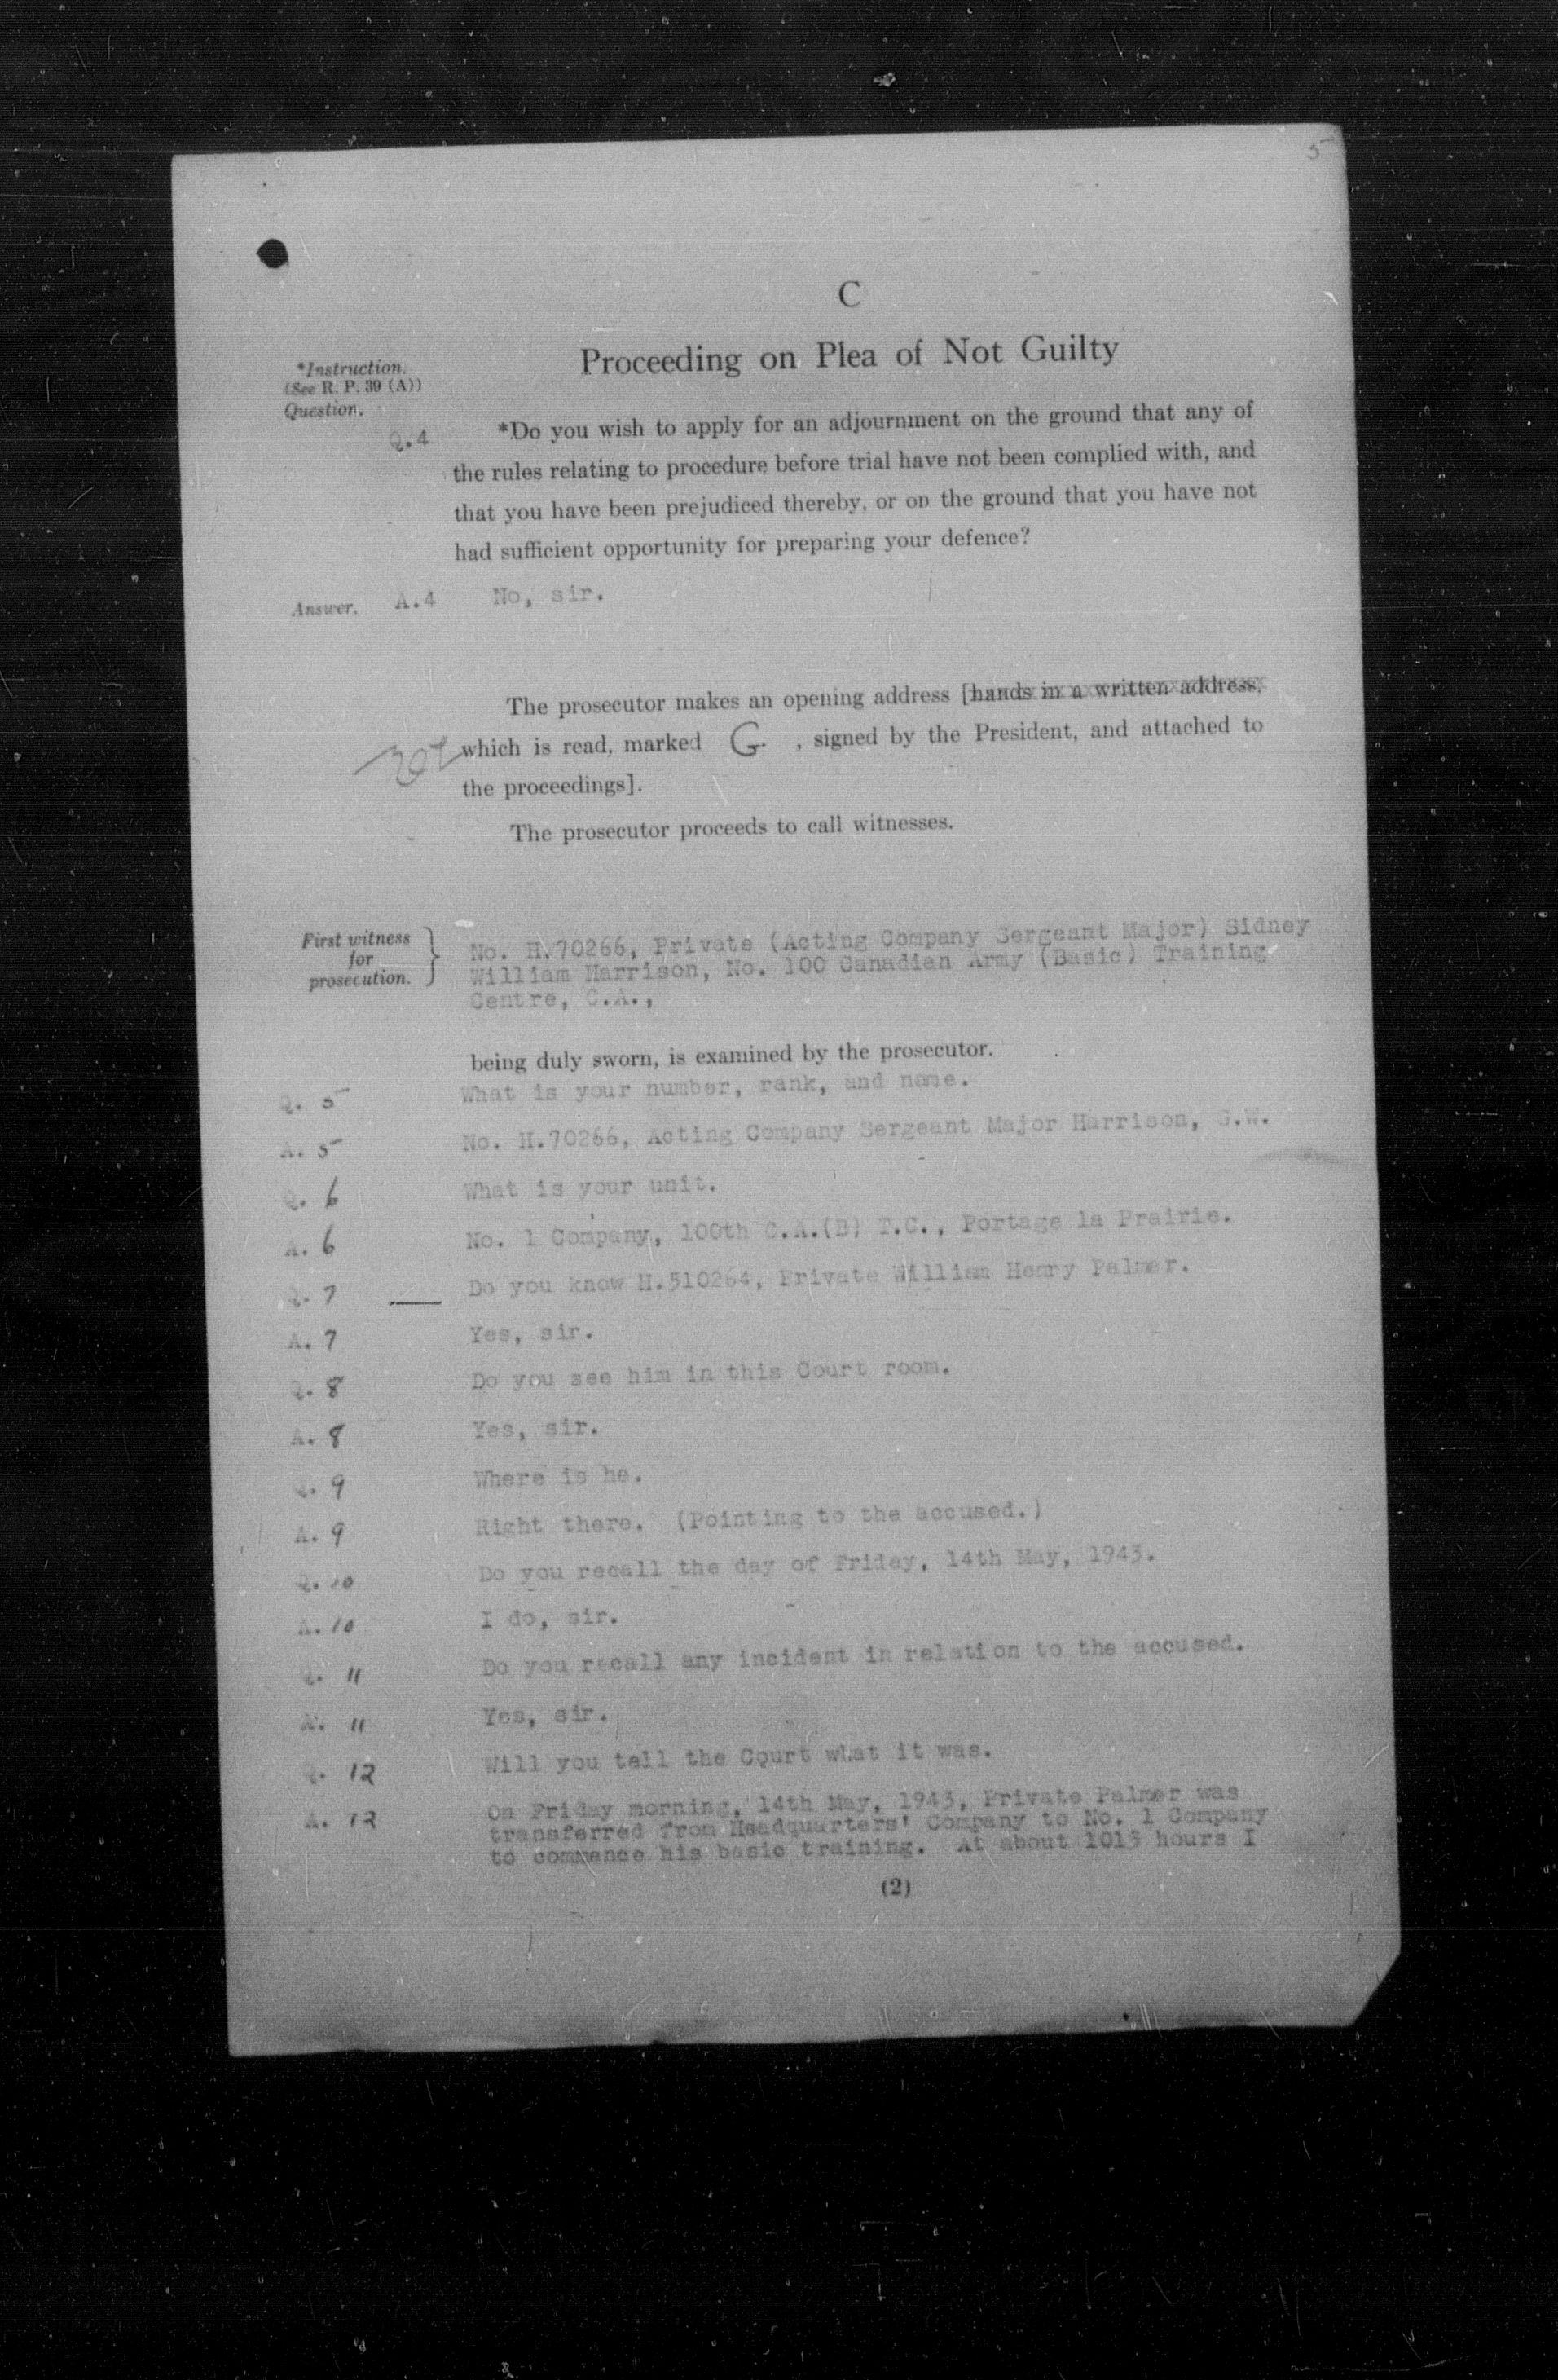 5
C
Proceeding on Plea of Not Guilty
*Instruction.
(See R. P. 39 (A))
Question.
Q.4 *Do you wish to apply for an adjournment on the ground that any of
the rules relating to procedure before trial have not been complied with, and
that you have been prejudiced thereby, or on the ground that you have not
had sufficient opportunity for preparing your defence?
Answer. A.4 No, sir.
The prosecutor makes an opening address [hands in a written address,
which is read, marked G. , signed by the President, and attached to
the proceedings].
The prosecutor proceeds to call witnesses.
First witness
for
prosecution.
No. H.70266, Private (Acting Company Sergeant Major) Sidney
William Harrison, No. 100 Canadian Army (Basic) Training
Centre, C.A.,
being duly sworn, is examined by the prosecutor.
Q. 5 What is your number, rank, and name.
A. 5 No. H.70266, Acting Company Sergeant Major Harrison, S.W.
Q. 6 What is your unit.
A. 6 No. 1 Company, 100th C.A.(B) T.C., Portage la Prairie.
Q. 7 Do you know H.510264, Private William Henry Palmer.
A. 7 Yes, sir.
Q. 8 Do you see him in this Court room.
A. 8 Yes, sir.
Q. 9 Where is he.
A. 9 Right there. (Pointing to the accused.)
Q. 10 Do you recall the day of Friday, 14th May, 1943.
A. 10 I do, sir.
Q. 11 Do you recall any incident in relation to the accused.
A. 11 Yes, sir.
Q. 12 Will you tell the Court what it was.
A. 12 On Friday morning, 14th May, 1943, Private Palmer was
transferred from Headquarters' Company to No. 1 Company
to commence his basic training. At about 1015 hours I
(2)